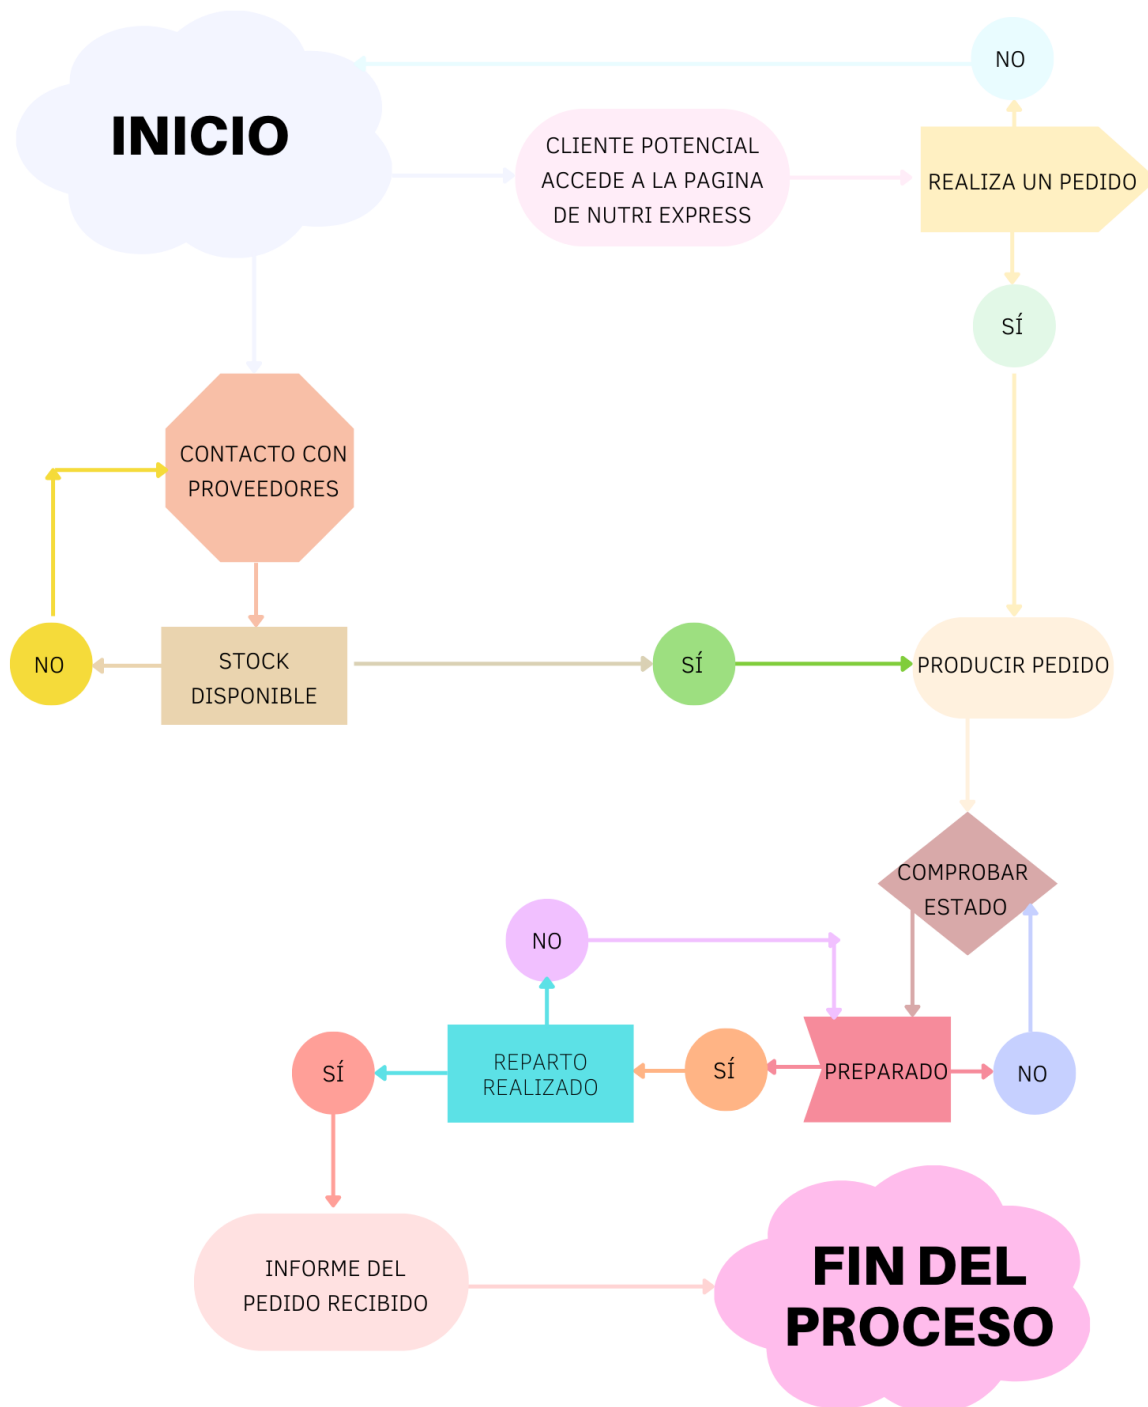 NO
INICIO
CLIENTE POTENCIAL
ACCEDE A LA PAGINA
DE NUTRI EXPRESS
REALIZA UN PEDIDO
SÍ
CONTACTO CON
PROVEEDORES
NO
STOCK
DISPONIBLE
SÍ
PRODUCIR PEDIDO
COMPROBAR
ESTADO
NO
SÍ
REPARTO
REALIZADO
SÍ
PREPARADO
NO
INFORME DEL
PEDIDO RECIBIDO
FIN DEL
PROCESO